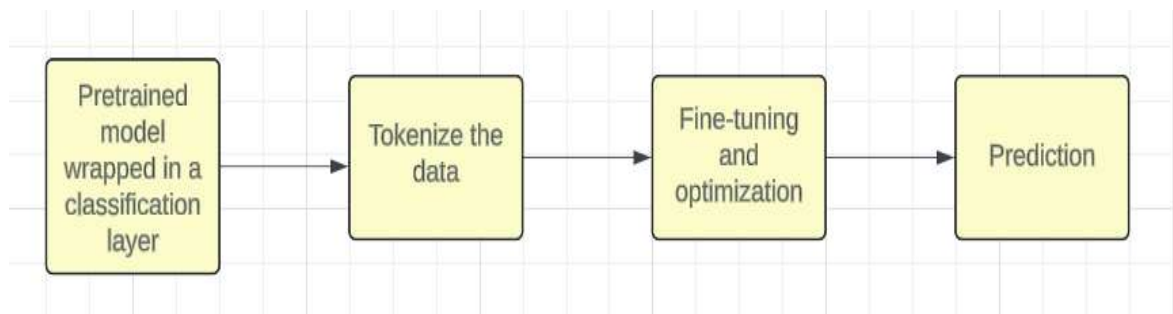 Pretrained
model
wrapped in a
classification
layer
Tokenize the
data
Fine-tuning
and
optimization
Prediction